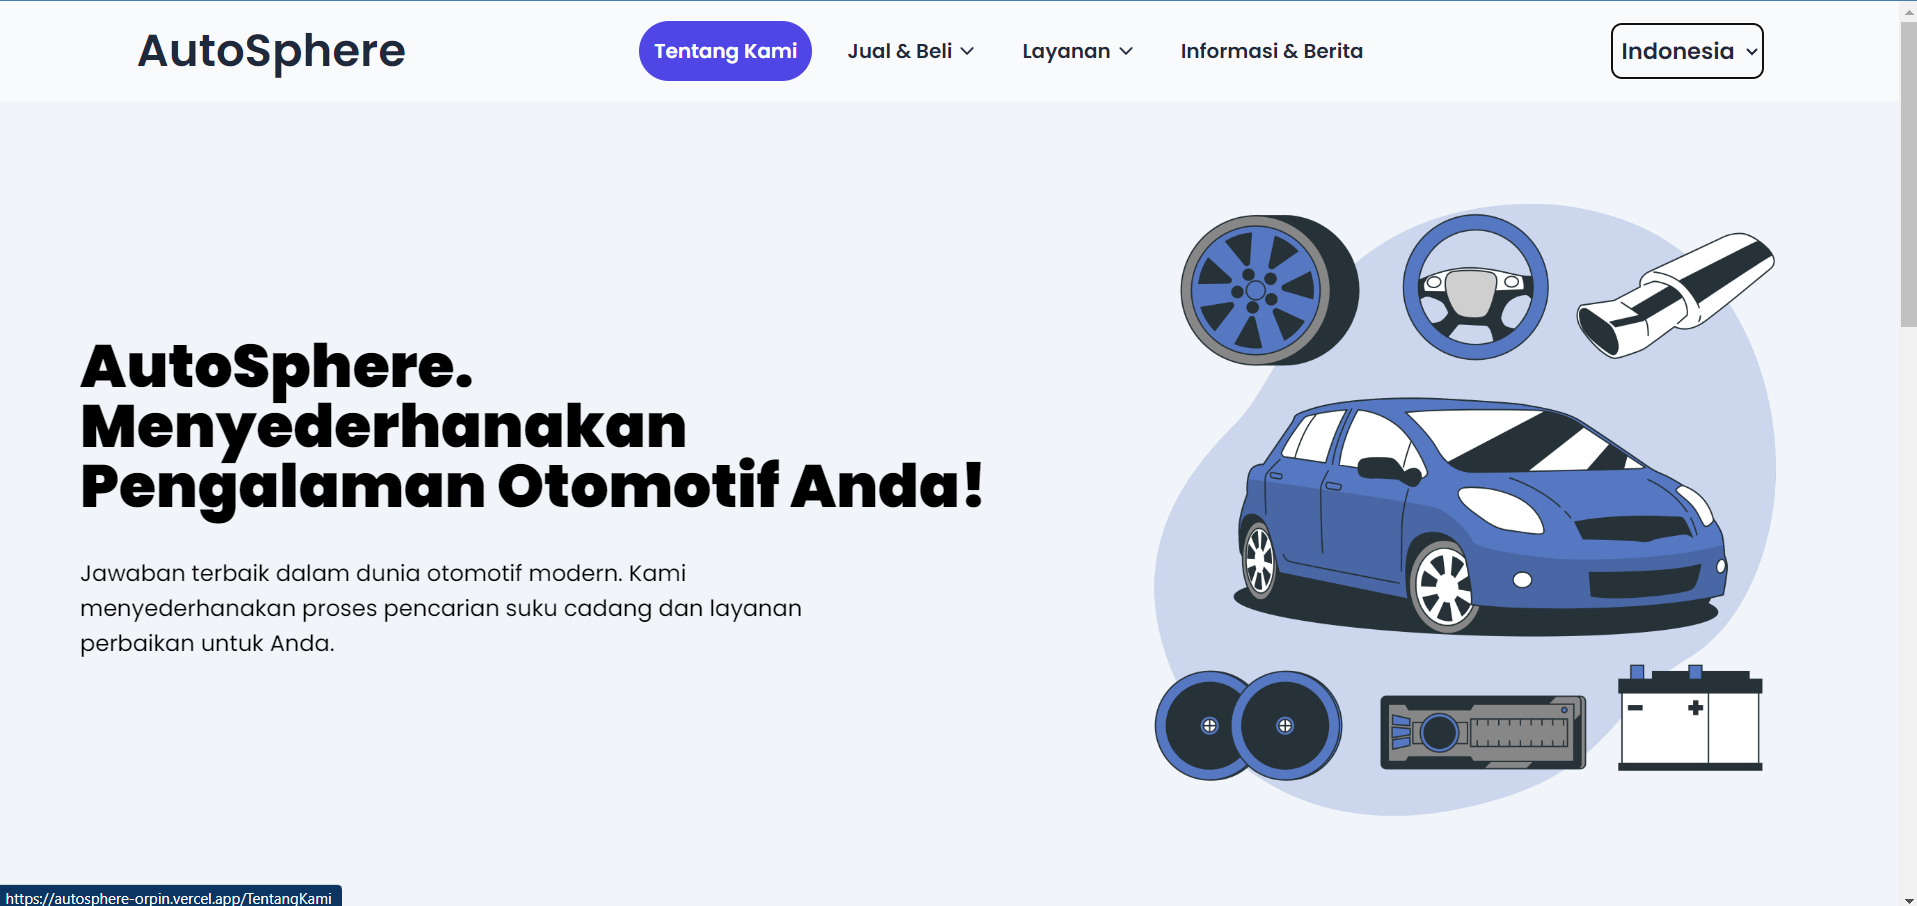 AutoSphere
Tentang Kami
Jual & Beli
Layanan
Informasi & Berita
Indonesia
AutoSphere.
Menyederhanakan
Pengalaman Otomotif Anda!
Jawaban terbaik dalam dunia otomotif modern. Kami
menyederhanakan proses pencarian suku cadang dan layanan
perbaikan untuk Anda.
https://autosphere-orpin.vercel.app/TentangKami